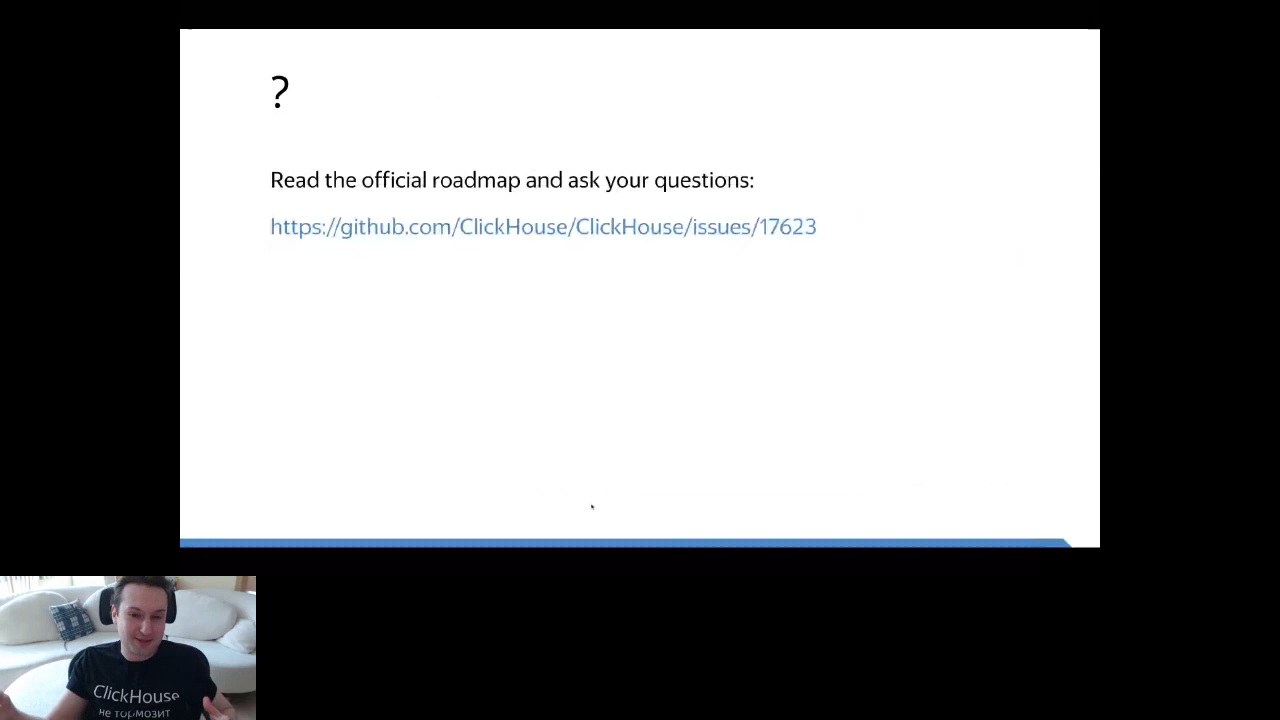 ?
Read the official roadmap and ask your questions:
https://github.com/ClickHouse/ClickHouse/issues/17623
ClickHouse
не тормозит